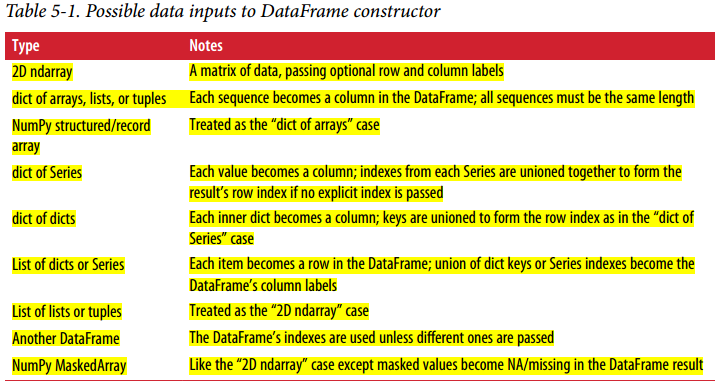 Table 5-1. Possible data inputs to DataFrame constructor
Type Notes
2D ndarray A matrix of data, passing optional row and column labels
dict of arrays, lists, or tuples Each sequence becomes a column in the DataFrame; all sequences must be the same length
NumPy structured/record Treated as the “dict of arrays” case
array
dict of Series Each value becomes a column; indexes from each Series are unioned together to form the
result’s row index if no explicit index is passed
dict of dicts Each inner dict becomes a column; keys are unioned to form the row index as in the “dict of
Series” case
List of dicts or Series Each item becomes a row in the DataFrame; union of dict keys or Series indexes become the
DataFrame’s column labels
List of lists or tuples Treated as the “2D ndarray” case
Another DataFrame The DataFrame’s indexes are used unless different ones are passed
NumPy MaskedArray Like the “2D ndarray” case except masked values become NA/missing in the DataFrame result